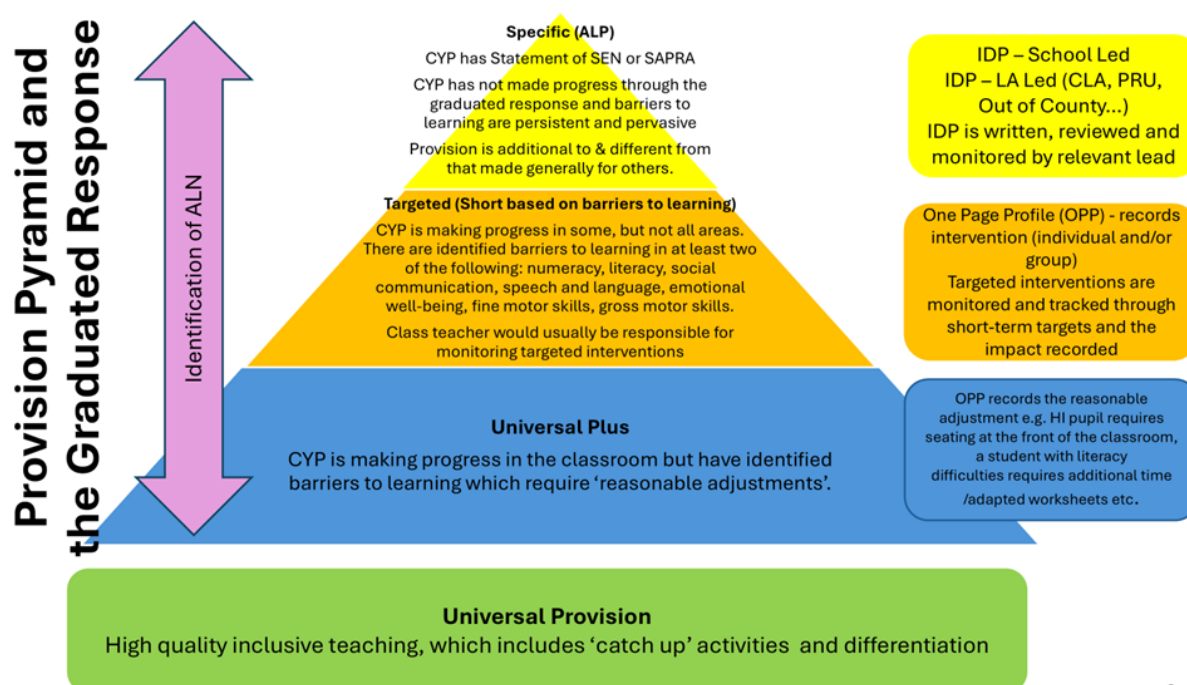 Provision Pyramid and
the Graduated Response
Identification of ALN
Specific (ALP)
CYP has Statement of SEN or SAPRA
CYP has not made progress through the
graduated response and barriers to
learning are persistent and pervasive
Provision is additional to & different from
that made generally for others.
IDP – School Led
IDP – LA Led (CLA, PRU,
Out of County...)
IDP is written, reviewed and
monitored by relevant lead
Targeted (Short based on barriers to learning)
CYP is making progress in some, but not all areas.
There are identified barriers to learning in at least two
of the following: numeracy, literacy, social
communication, speech and language, emotional
well-being, fine motor skills, gross motor skills.
Class teacher would usually be responsible for
monitoring targeted interventions
One Page Profile (OPP) - records
intervention (individual and/or
group)
Targeted interventions are
monitored and tracked through
short-term targets and the
impact recorded
Universal Plus
CYP is making progress in the classroom but have identified
barriers to learning which require ‘reasonable adjustments’.
OPP records the reasonable
adjustment e.g. HI pupil requires
seating at the front of the classroom,
a student with literacy
difficulties requires additional time
/adapted worksheets etc.
Universal Provision
High quality inclusive teaching, which includes ‘catch up’ activities and differentiation